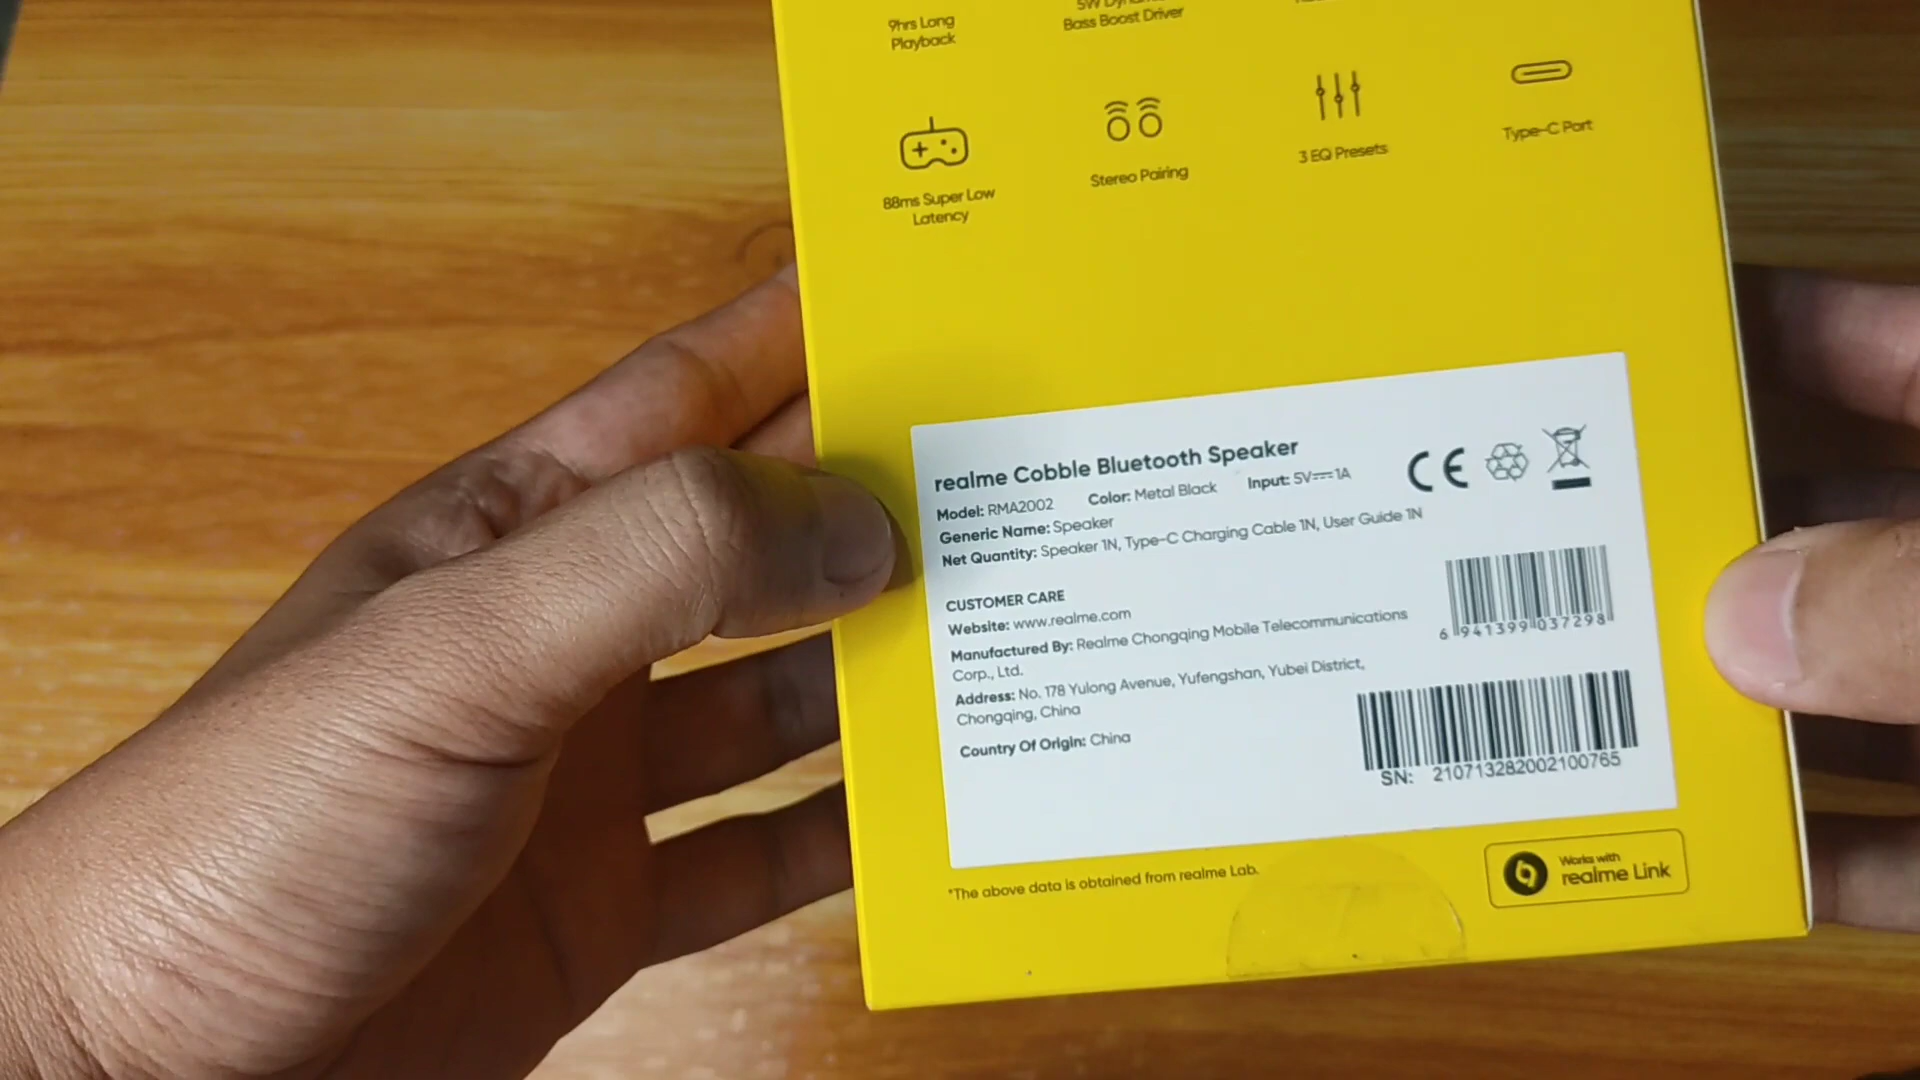 9hrs Long
Playback
5W
Bass Boost Driver
88ms Super Low
Latency
Stereo Pairing
3 EQ Presets
Type-C Port
realme Cobble Bluetooth Speaker
Model: RMA2002 Color: Metal Black Input: 5V⎓1A
Generic Name: Speaker
Net Quantity: Speaker 1N, Type-C Charging Cable 1N, User Guide 1N
CUSTOMER CARE
Website: www.realme.com
Manufactured By: Realme Chongqing Mobile Telecommunications
Corp., Ltd.
Address: No. 178 Yulong Avenue, Yufengshan, Yubei District,
Chongqing, China
Country Of Origin: China
CE
6 941399 037298
SN: 210713282002100765
*The above data is obtained from realme Lab.
Works with
realme Link